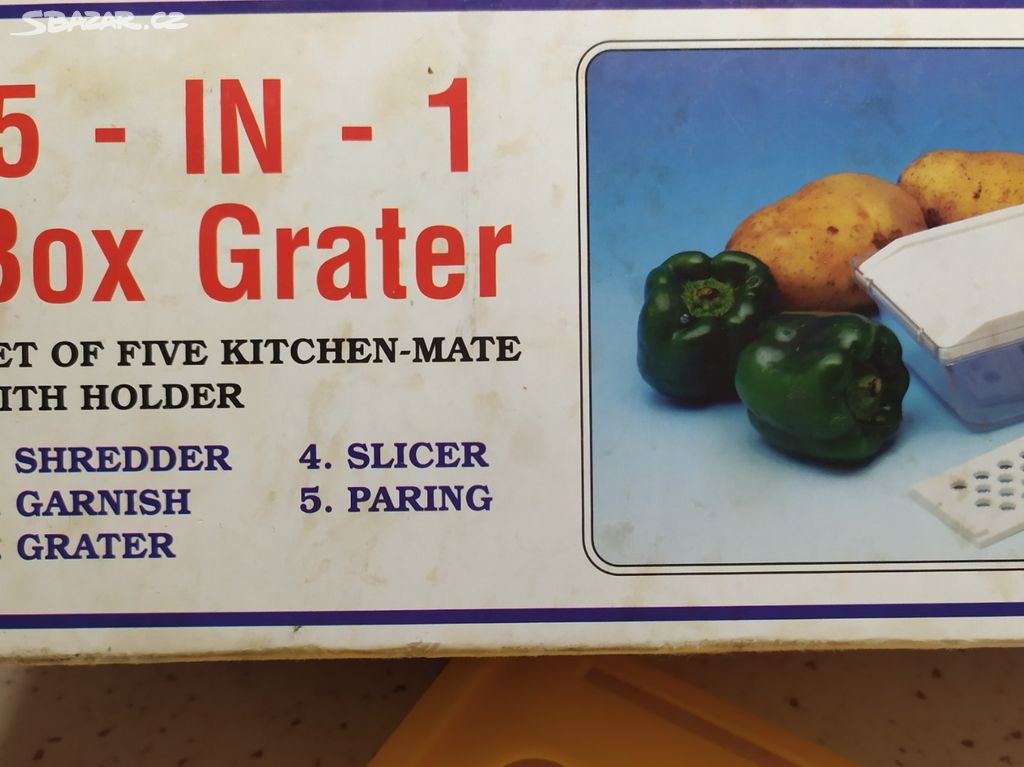 SBAZAR.CZ
5 - IN - 1
Box Grater
ET OF FIVE KITCHEN-MATE
ITH HOLDER
SHREDDER
GARNISH
GRATER
4. SLICER
5. PARING